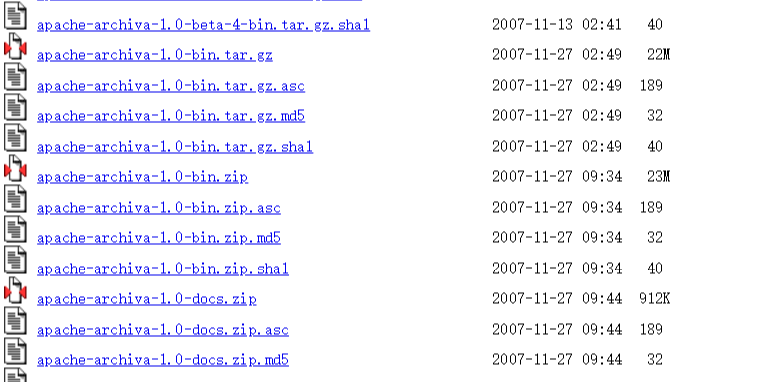 apache-archiva-1.0-beta-4-bin.tar.gz.sha1 2007-11-13 02:41 40
apache-archiva-1.0-bin.tar.gz 2007-11-27 02:49 22M
apache-archiva-1.0-bin.tar.gz.asc 2007-11-27 02:49 189
apache-archiva-1.0-bin.tar.gz.md5 2007-11-27 02:49 32
apache-archiva-1.0-bin.tar.gz.sha1 2007-11-27 02:49 40
apache-archiva-1.0-bin.zip 2007-11-27 09:34 23M
apache-archiva-1.0-bin.zip.asc 2007-11-27 09:34 189
apache-archiva-1.0-bin.zip.md5 2007-11-27 09:34 32
apache-archiva-1.0-bin.zip.sha1 2007-11-27 09:34 40
apache-archiva-1.0-docs.zip 2007-11-27 09:44 912K
apache-archiva-1.0-docs.zip.asc 2007-11-27 09:44 189
apache-archiva-1.0-docs.zip.md5 2007-11-27 09:44 32